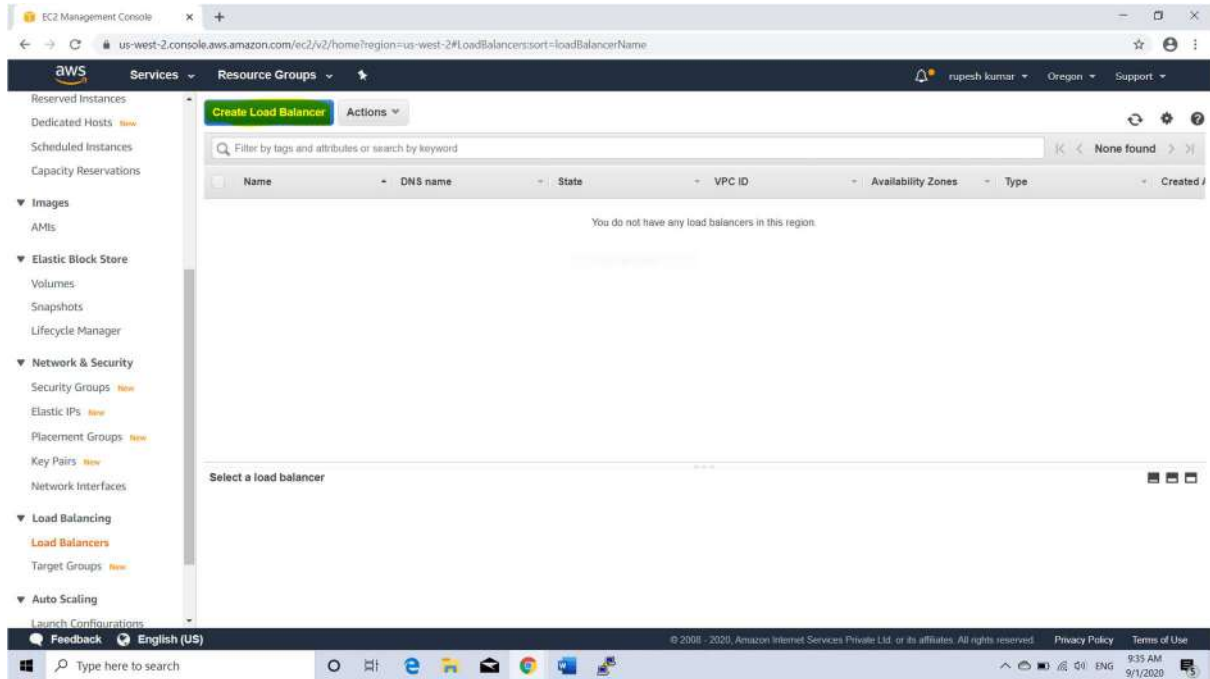 EC2 Management Console
us-west-2.console.aws.amazon.com/ec2/v2/home?region=us-west-2#LoadBalancers:sort=loadBalancerName
aws Services Resource Groups rupesh kumar Oregon Support
Reserved Instances
Dedicated Hosts New
Scheduled Instances
Capacity Reservations
Images
AMIs
Elastic Block Store
Volumes
Snapshots
Lifecycle Manager
Network & Security
Security Groups New
Elastic IPs New
Placement Groups New
Key Pairs New
Network Interfaces
Load Balancing
Load Balancers
Target Groups New
Auto Scaling
Launch Configurations
Create Load Balancer Actions
Filter by tags and attributes or search by keyword
None found
Name DNS name State VPC ID Availability Zones Type Created A
You do not have any load balancers in this region.
Select a load balancer
Feedback English (US)
© 2008 - 2020, Amazon Internet Services Private Ltd. or its affiliates. All rights reserved. Privacy Policy Terms of Use
Type here to search
ENG
9:35 AM
9/1/2020